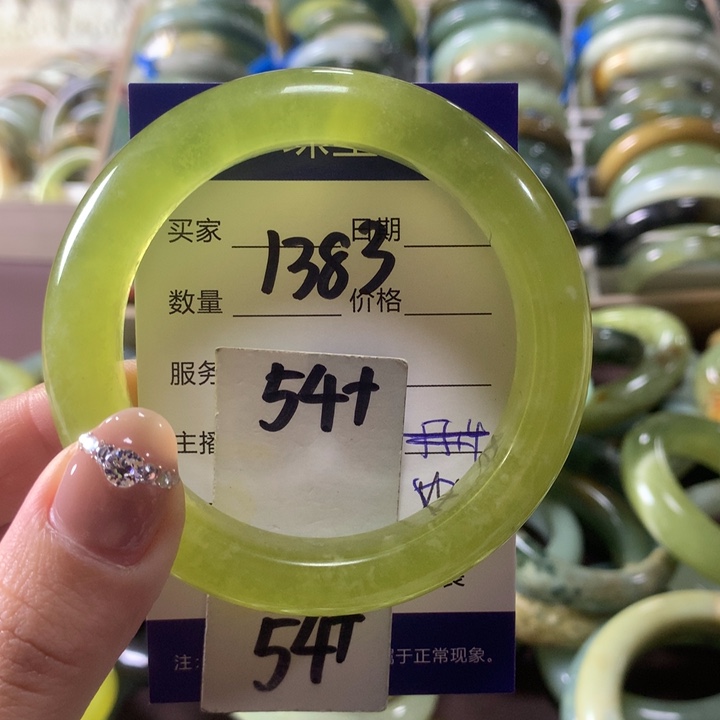 买家 日期
1383
数量 价格
服务
54+
主播
54T
注: 属于正常现象。